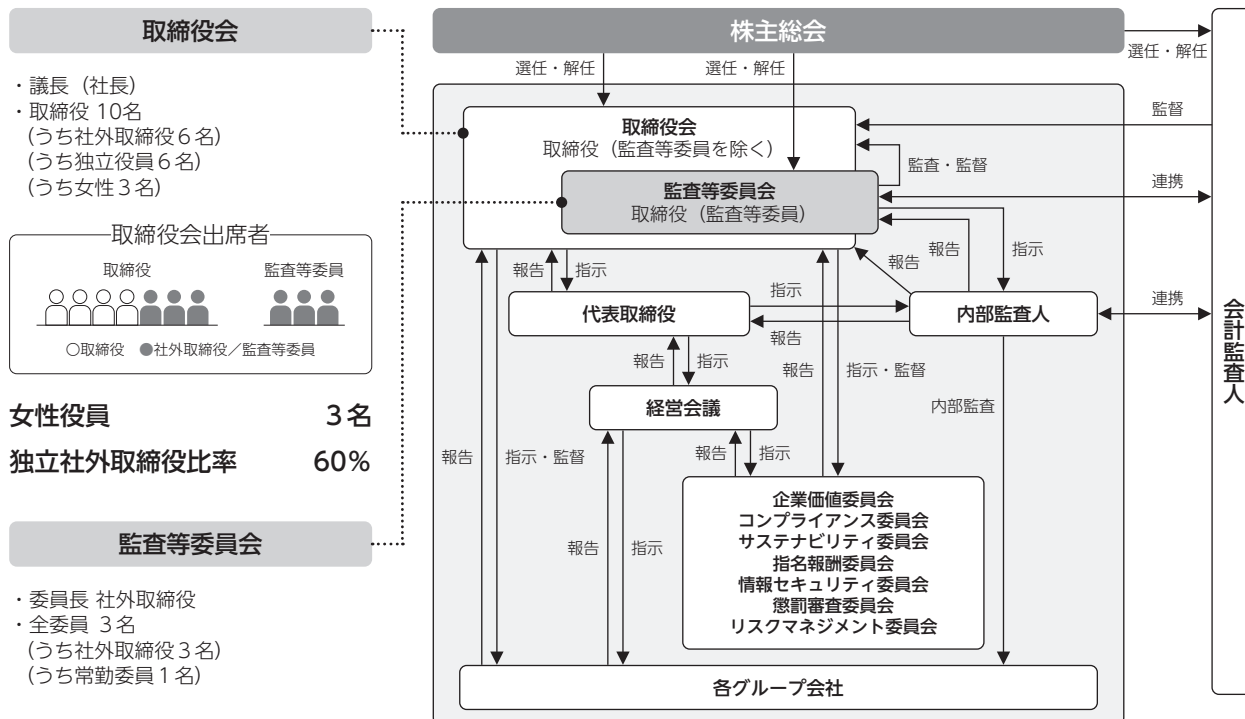 取締役会
・議長（社長）
・取締役 10名
（うち社外取締役６名）
（うち独立役員６名）
（うち女性３名）
取締役会出席者
取締役
監査等委員
〇取締役 ●社外取締役／監査等委員
女性役員 ３名
独立社外取締役比率 60%
監査等委員会
・委員長 社外取締役
・全委員 ３名
（うち社外取締役３名）
（うち常勤委員１名）
株主総会
選任・解任
選任・解任
選任・解任
取締役会
取締役（監査等委員を除く）
監督
監査・監督
監査等委員会
取締役（監査等委員）
連携
報告
指示
報告
報告
指示
代表取締役
指示
報告
内部監査人
連携
会計監査人
報告
指示
報告
指示・監督
経営会議
内部監査
報告
指示・監督
報告
指示
企業価値委員会
コンプライアンス委員会
サステナビリティ委員会
指名報酬委員会
情報セキュリティ委員会
懲罰審査委員会
リスクマネジメント委員会
報告
指示
各グループ会社